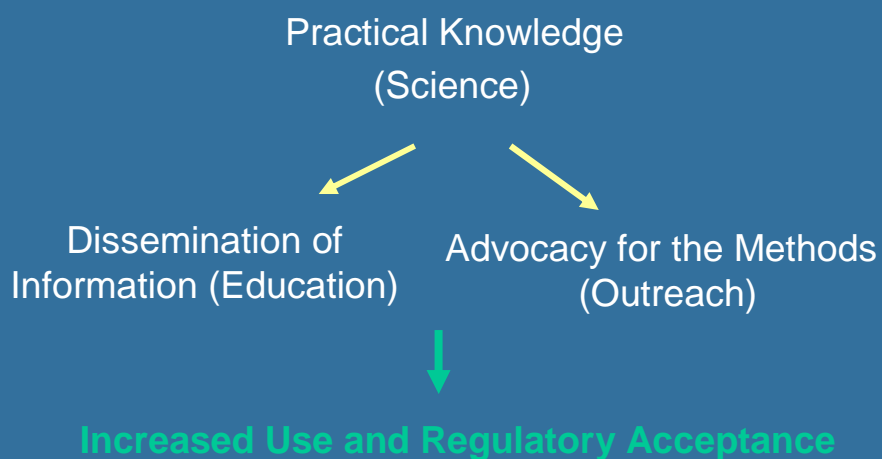 Practical Knowledge
(Science)
Dissemination of
Information (Education)
Advocacy for the Methods
(Outreach)
Increased Use and Regulatory Acceptance